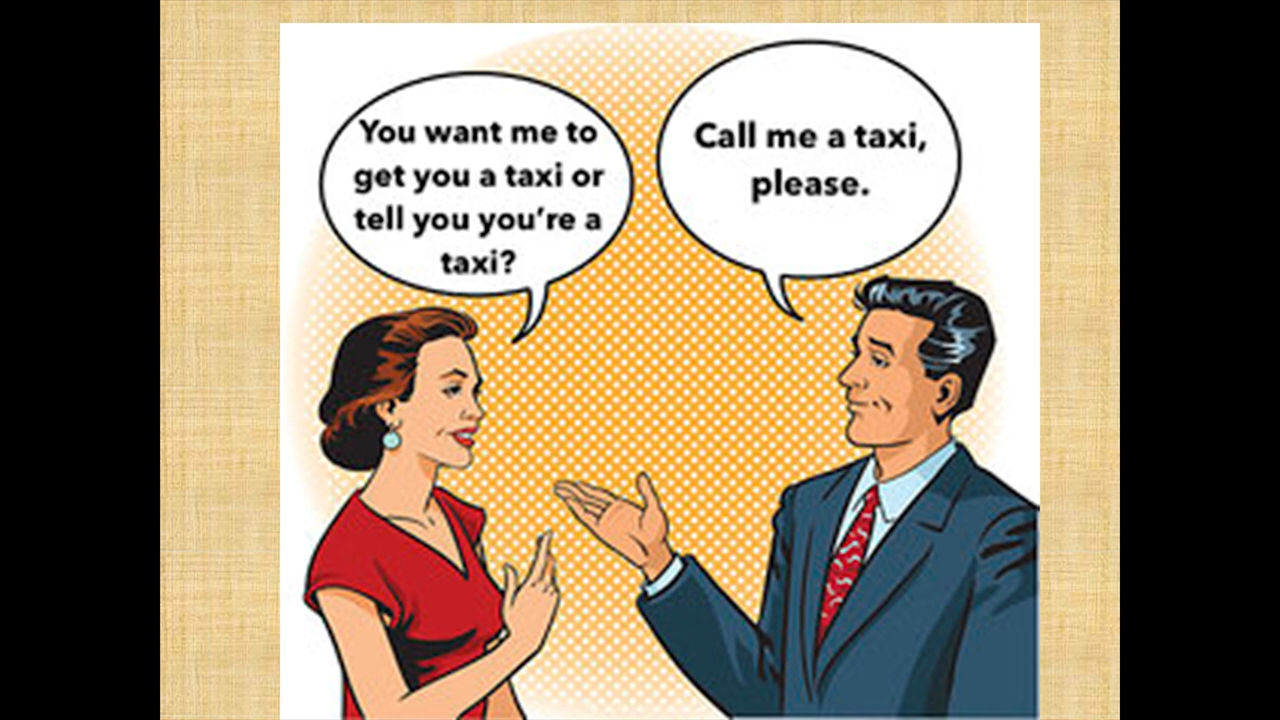 You want me to
get you a taxi or
tell you you're a
taxi?
Call me a taxi,
please.